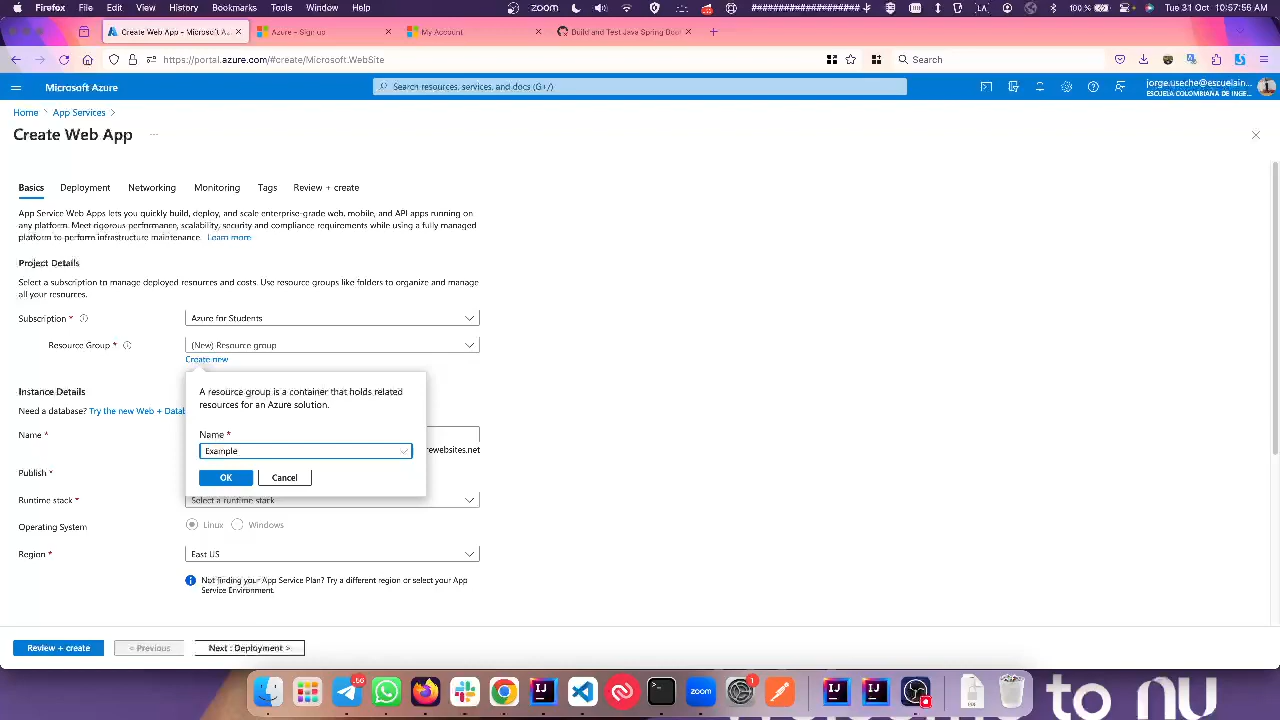 Firefox File Edit View History Bookmarks Tools Window Help
ZOOM
100 %
Tue 31 Oct 10:57:56 AM
Create Web App - Microsoft A
Azure - Sign up
My Account
Build and Test Java Spring Boot
https://portal.azure.com/#create/Microsoft.WebSite
Search
Microsoft Azure
Search resources, services, and docs (G+/)
jorge.useche@escuelain...
ESCUELA COLOMBIANA DE INGE...
Home > App Services >
Create Web App ...
Basics Deployment Networking Monitoring Tags Review + create
App Service Web Apps lets you quickly build, deploy, and scale enterprise-grade web, mobile, and API apps running on
any platform. Meet rigorous performance, scalability, security and compliance requirements while using a fully managed
platform to perform infrastructure maintenance. Learn more
Project Details
Select a subscription to manage deployed resources and costs. Use resource groups like folders to organize and manage
all your resources.
Subscription *
Azure for Students
Resource Group *
(New) Resource group
Create new
A resource group is a container that holds related
resources for an Azure solution.
Name *
Example
OK
Cancel
Instance Details
Need a database? Try the new Web + Datab
Name *
rewebsites.net
Publish *
Runtime stack *
Select a runtime stack
Operating System
Linux Windows
Region *
East US
Not finding your App Service Plan? Try a different region or select your App
Service Environment.
Review + create
< Previous
Next : Deployment >
zoom
to nu